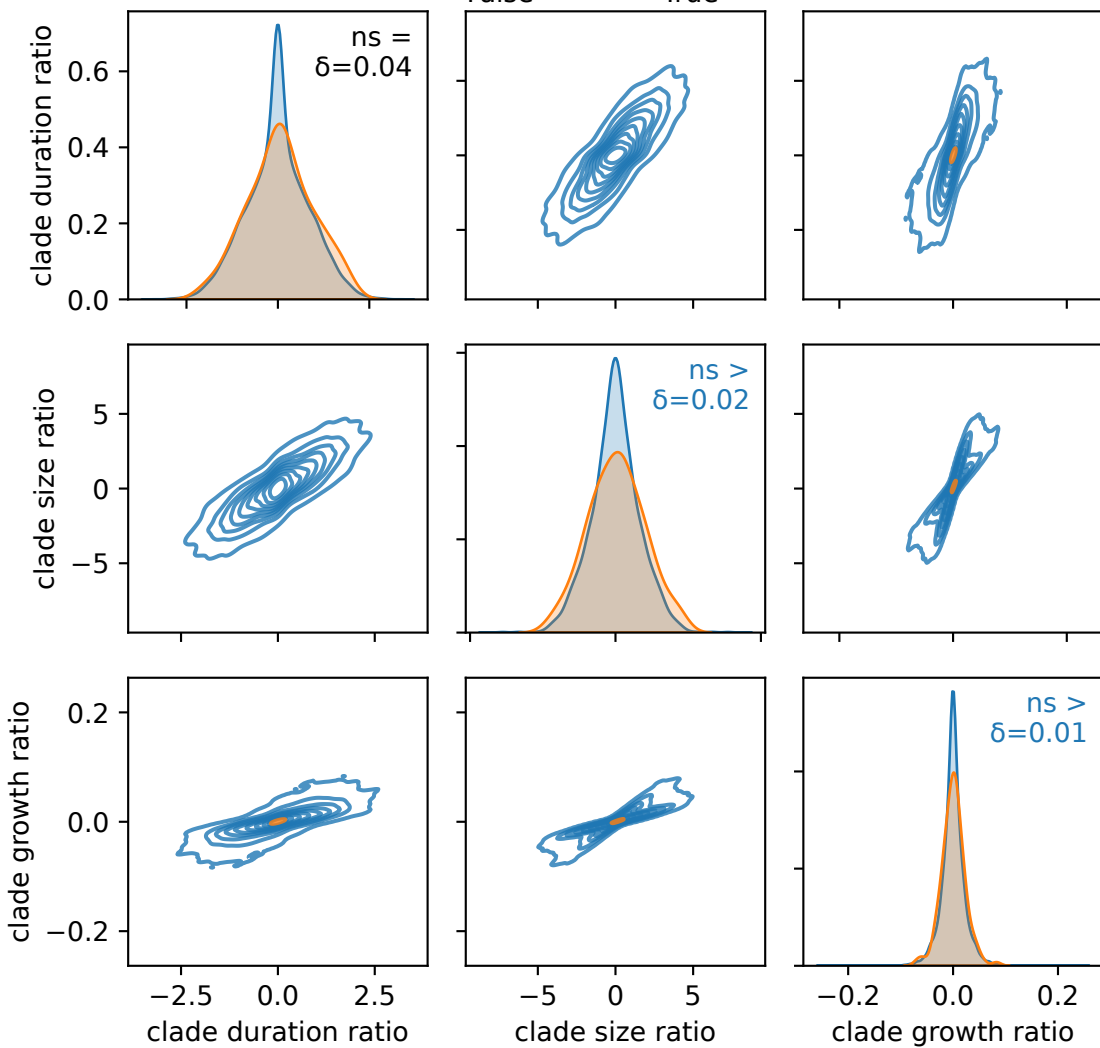 clade duration ratio
0.6
0.4
0.2
0.0
ns =
δ=0.04
clade size ratio
5
0
−5
ns >
δ=0.02
clade growth ratio
0.2
0.0
−0.2
ns >
δ=0.01
−2.5 0.0 2.5
−5 0 5
−0.2 0.0 0.2
clade duration ratio
clade size ratio
clade growth ratio